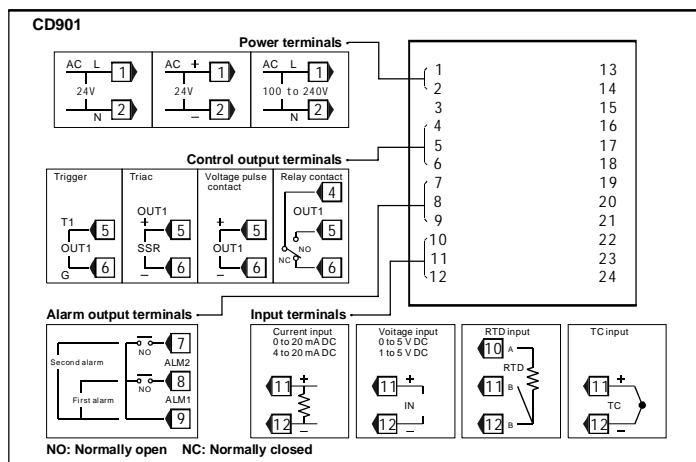 CD901
Power terminals
AC L 1
24V
N 2
AC + 1
24V
− 2
AC L 1
100 to 240V
N 2
1 13
2 14
3 15
4 16
5 17
6 18
7 19
8 20
9 21
10 22
11 23
12 24
Control output terminals
Trigger
T1
5
OUT1
G
6
Triac
OUT1
+
5
SSR
−
6
Voltage pulse
contact
+
5
OUT1
−
6
Relay contact
4
OUT1
5
NO
NC
6
Alarm output terminals
7
NO
ALM2
Second alarm
8
NO
First alarm
ALM1
9
Input terminals
Current input
0 to 20 mA DC
4 to 20 mA DC
11 +
12 −
Voitage input
0 to 5 V DC
1 to 5 V DC
11 +
IN
12 −
RTD input
10 A
RTD
11 B
12 B
TC input
11 +
TC
12 −
NO: Normally open NC: Normally closed